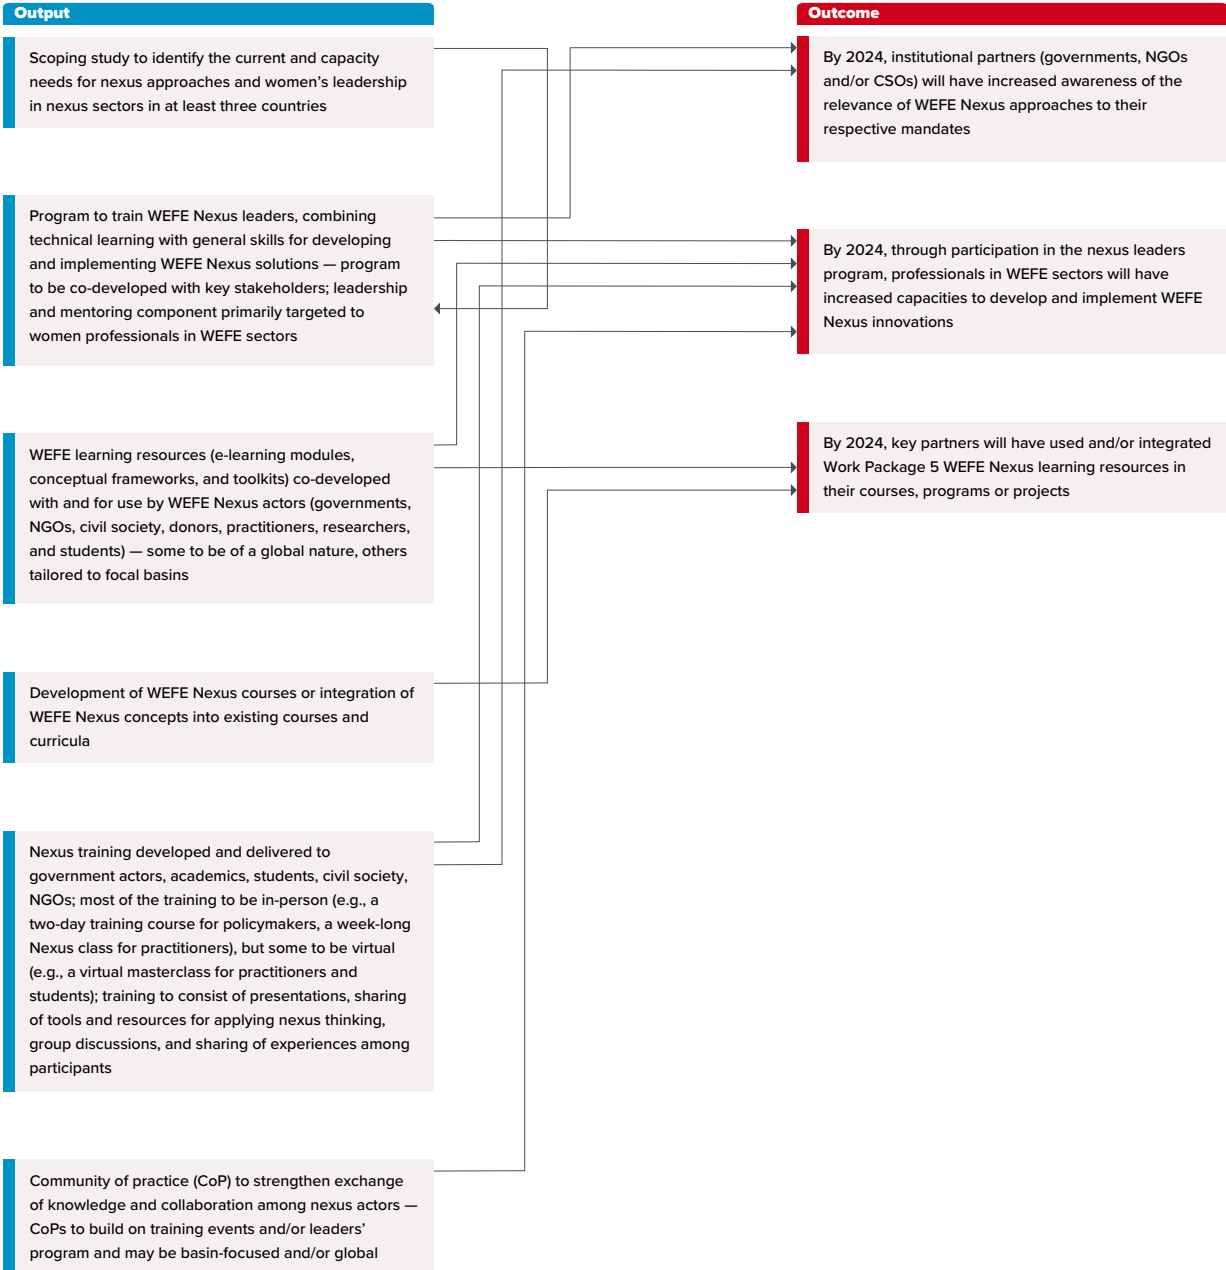 Output
Scoping study to identify the current and capacity
needs for nexus approaches and women’s leadership
in nexus sectors in at least three countries
Program to train WEFE Nexus leaders, combining
technical learning with general skills for developing
and implementing WEFE Nexus solutions — program
to be co-developed with key stakeholders; leadership
and mentoring component primarily targeted to
women professionals in WEFE sectors
WEFE learning resources (e-learning modules,
conceptual frameworks, and toolkits) co-developed
with and for use by WEFE Nexus actors (governments,
NGOs, civil society, donors, practitioners, researchers,
and students) — some to be of a global nature, others
tailored to focal basins
Development of WEFE Nexus courses or integration of
WEFE Nexus concepts into existing courses and
curricula
Nexus training developed and delivered to
government actors, academics, students, civil society,
NGOs; most of the training to be in-person (e.g., a
two-day training course for policymakers, a week-long
Nexus class for practitioners), but some to be virtual
(e.g., a virtual masterclass for practitioners and
students); training to consist of presentations, sharing
of tools and resources for applying nexus thinking,
group discussions, and sharing of experiences among
participants
Community of practice (CoP) to strengthen exchange
of knowledge and collaboration among nexus actors —
CoPs to build on training events and/or leaders’
program and may be basin-focused and/or global
Outcome
By 2024, institutional partners (governments, NGOs
and/or CSOs) will have increased awareness of the
relevance of WEFE Nexus approaches to their
respective mandates
By 2024, through participation in the nexus leaders
program, professionals in WEFE sectors will have
increased capacities to develop and implement WEFE
Nexus innovations
By 2024, key partners will have used and/or integrated
Work Package 5 WEFE Nexus learning resources in
their courses, programs or projects